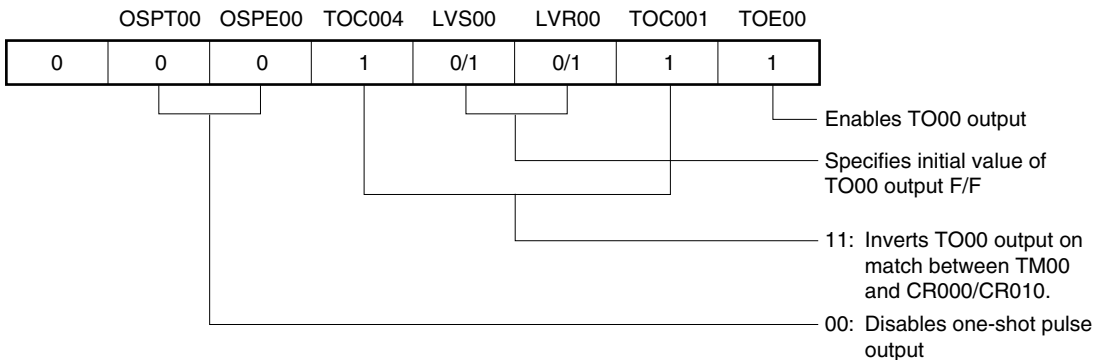 OSPT00 OSPE00 TOC004 LVS00 LVR00 TOC001 TOE00
0 0 0 1 0/1 0/1 1 1
Enables TO00 output
Specifies initial value of
TO00 output F/F
11: Inverts TO00 output on
match between TM00
and CR000/CR010.
00: Disables one-shot pulse
output